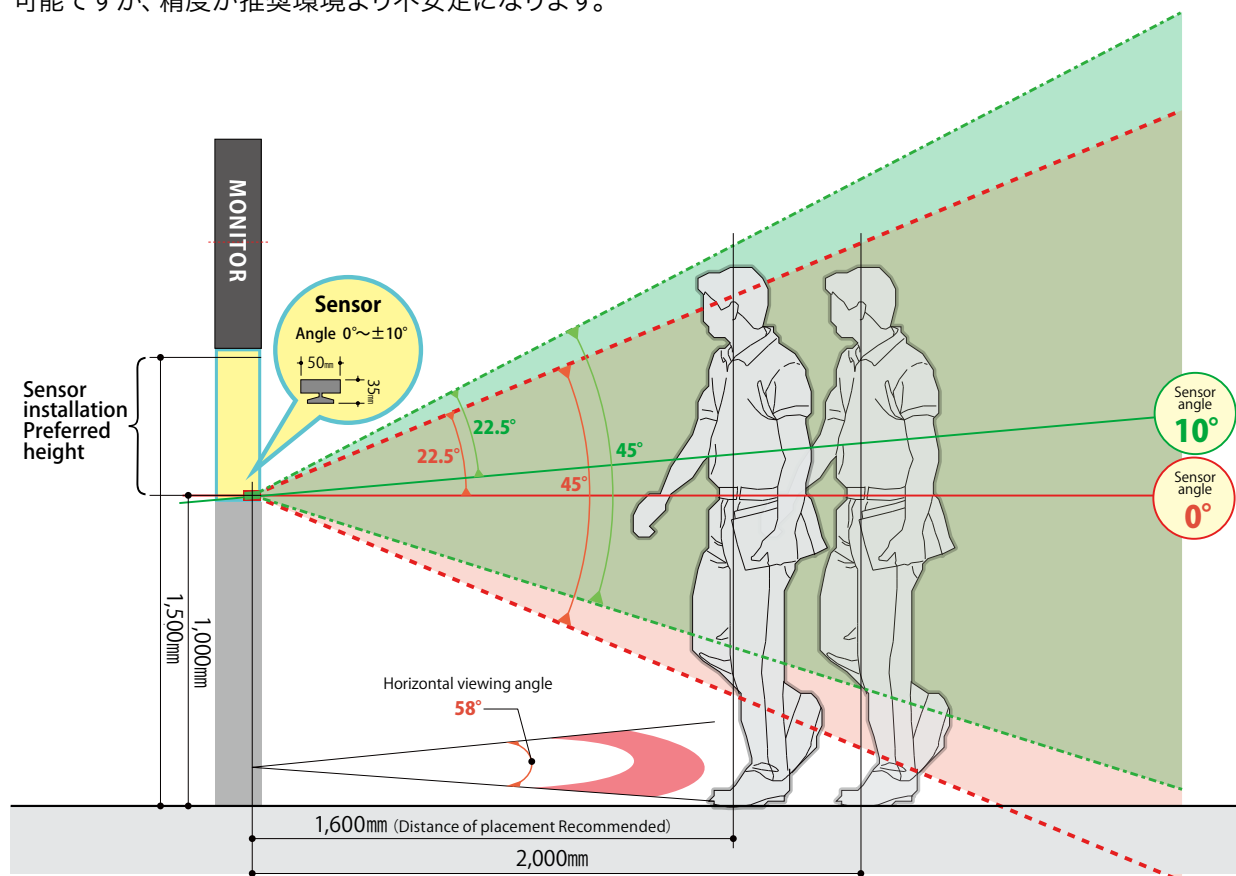 可能ですが、精度が推奨環境より不安定になります。
MONITOR
Sensor
Angle 0°～±10°
50㎜
35㎜
Sensor
installation
Preferred
height
22.5°
22.5°
45°
45°
Sensor
angle
10°
Sensor
angle
0°
1,500㎜
1,000㎜
Horizontal viewing angle
58°
1,600㎜ (Distance of placement Recommended)
2,000㎜